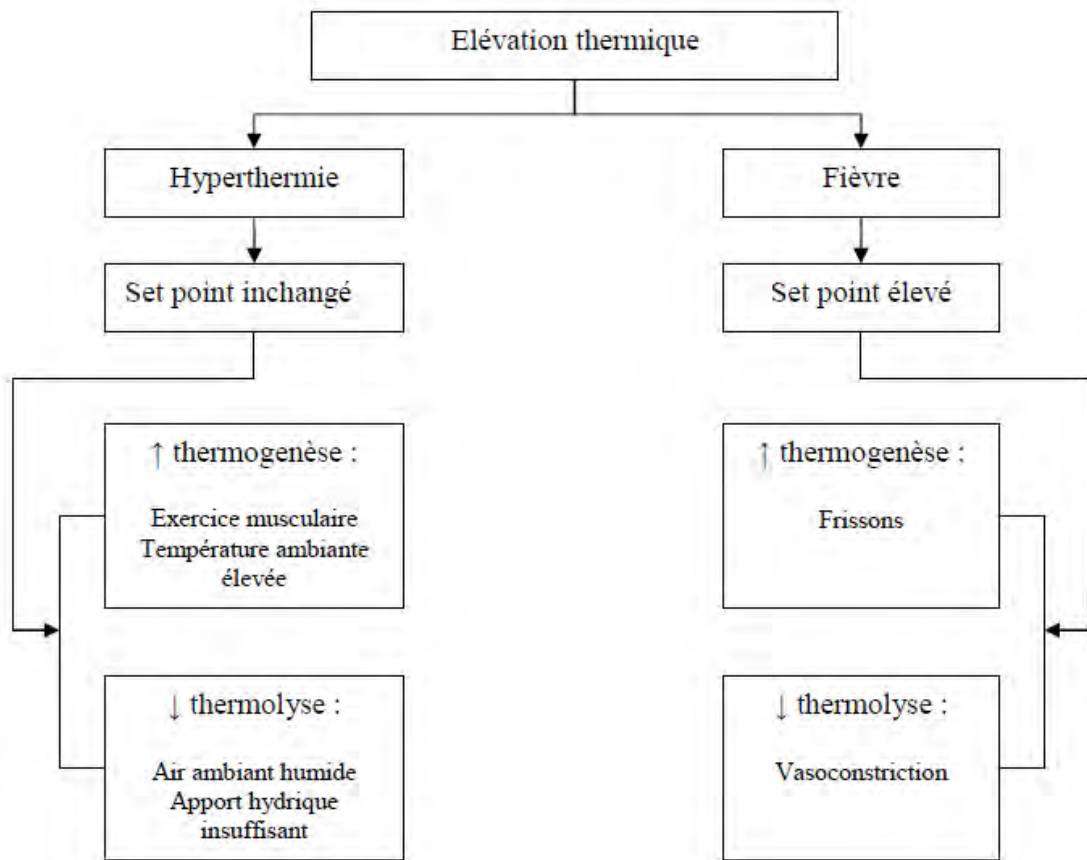 Elévation thermique
Hyperthermie
Fièvre
Set point inchangé
Set point élevé
↑ thermogenèse :
Exercice musculaire
Température ambiante
élevée
↑ thermogenèse :
Frissons
↓ thermolyse :
Air ambiant humide
Apport hydrique
insuffisant
↓ thermolyse :
Vasoconstriction